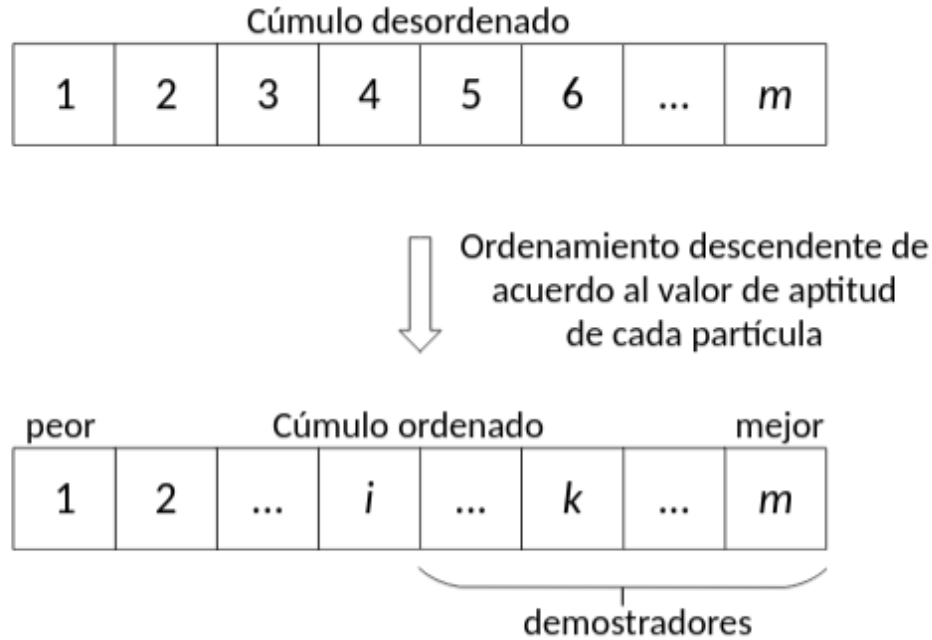 Cúmulo desordenado
1 2 3 4 5 6 ... m
Ordenamiento descendente de
acuerdo al valor de aptitud
de cada partícula
peor Cúmulo ordenado mejor
1 2 ... i ... k ... m
demostradores